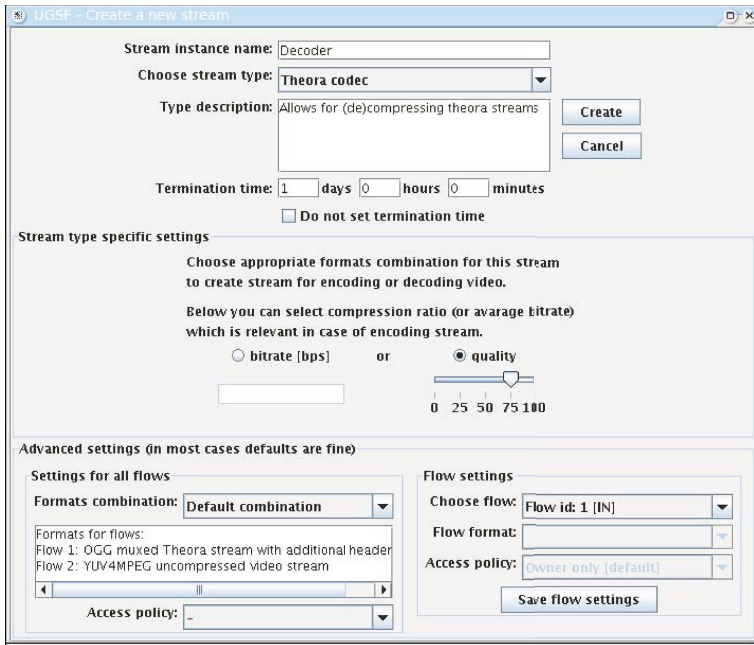 UGSF - Create a new stream
Stream instance name: Decoder
Choose stream type: Theora codec
Type description: Allows for (de)compressing theora streams
Create
Cancel
Termination time: 1 days 0 hours 0 minutes
Do not set termination time
Stream type specific settings
Choose appropriate formats combination for this stream
to create stream for encoding or decoding video.
Below you can select compression ratio (or avarage bitrate)
which is relevant in case of encoding stream.
bitrate [bps] or quality
0 25 50 75 100
Advanced settings (in most cases defaults are fine)
Settings for all flows
Formats combination: Default combination
Formats for flows:
Flow 1: OGG muxed Theora stream with additional header
Flow 2: YUV4MPEG uncompressed video stream
Access policy: -
Flow settings
Choose flow: Flow id: 1 [IN]
Flow format:
Access policy: Owner only [default]
Save flow settings